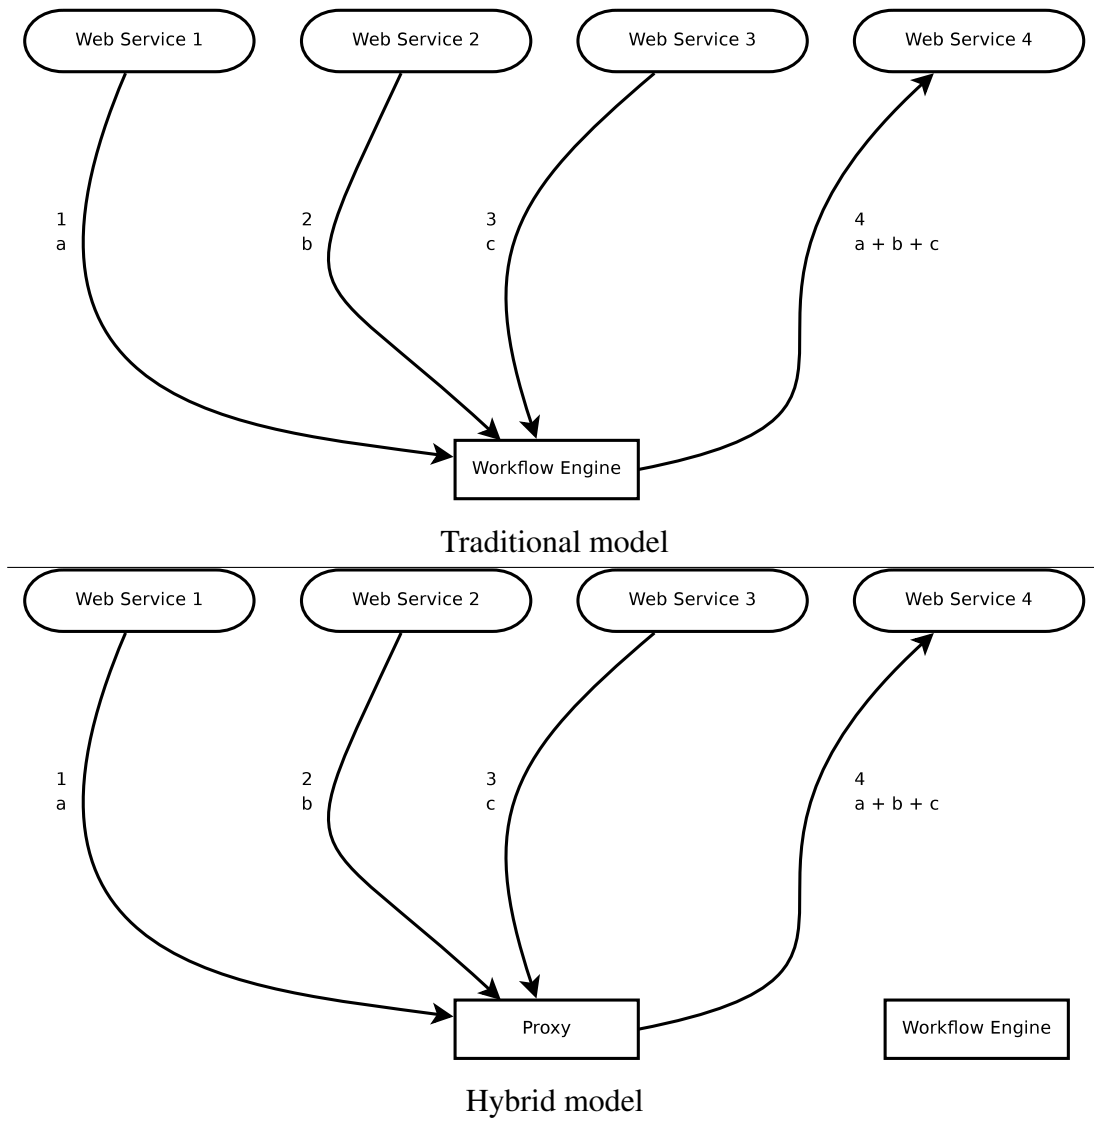 Web Service 1
Web Service 2
Web Service 3
Web Service 4
1
a
2
b
3
c
4
a + b + c
Workflow Engine
Traditional model
Web Service 1
Web Service 2
Web Service 3
Web Service 4
1
a
2
b
3
c
4
a + b + c
Proxy
Workflow Engine
Hybrid model